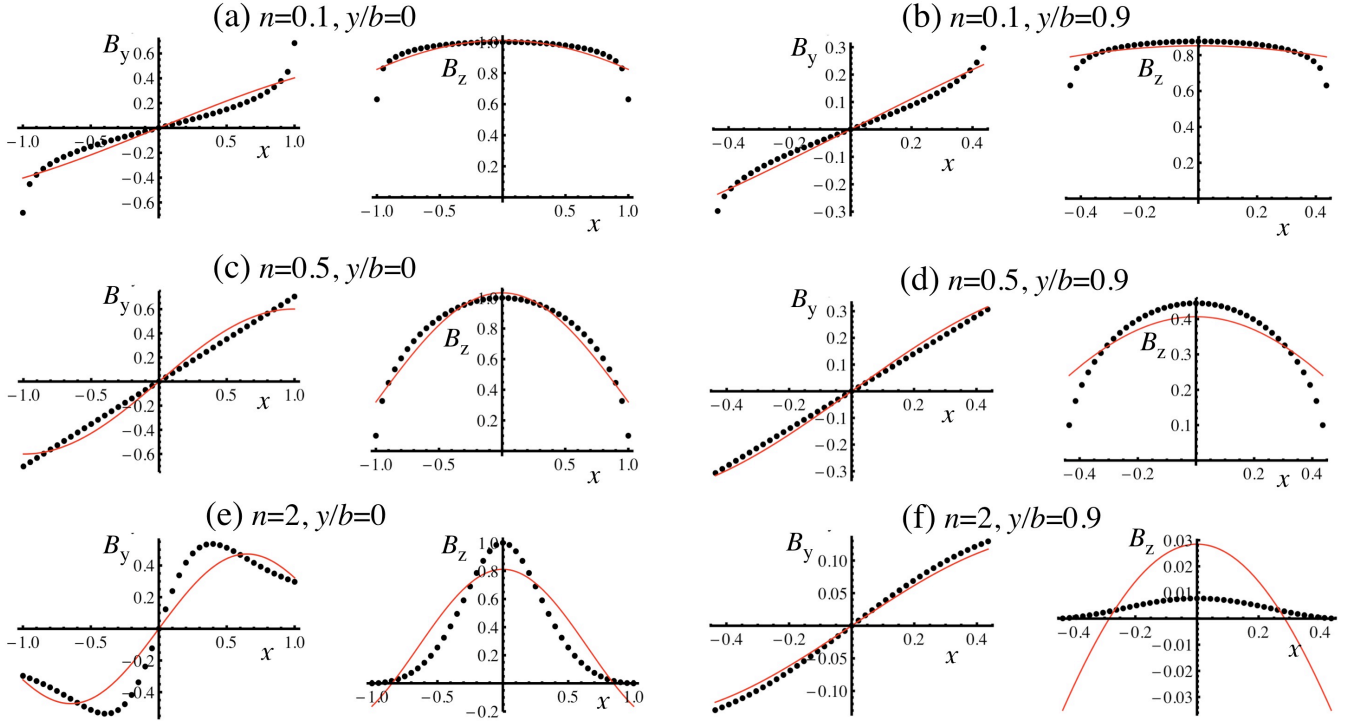 (a) n=0.1, y/b=0
(b) n=0.1, y/b=0.9
By 0.6 0.4 0.2 −0.2 −0.4 −0.6
−1.0 −0.5 0.5 1.0 x
Bz 1.0 0.8 0.6 0.4 0.2
−1.0 −0.5 0.5 1.0 x
By 0.3 0.2 0.1 −0.1 −0.2 −0.3
−0.4 −0.2 0.2 0.4 x
Bz 0.8 0.6 0.4 0.2
−0.4 −0.2 0.2 0.4 x
(c) n=0.5, y/b=0
(d) n=0.5, y/b=0.9
By 0.6 0.4 0.2 −0.2 −0.4 −0.6
−1.0 −0.5 0.5 1.0 x
Bz 1.0 0.8 0.6 0.4 0.2
−1.0 −0.5 0.5 1.0 x
By 0.3 0.2 0.1 −0.1 −0.2 −0.3
−0.4 −0.2 0.2 0.4 x
Bz 0.4 0.3 0.2 0.1
−0.4 −0.2 0.2 0.4 x
(e) n=2, y/b=0
(f) n=2, y/b=0.9
By 0.4 0.2 −0.2 −0.4
−1.0 −0.5 0.5 1.0 x
Bz 1.0 0.8 0.6 0.4 0.2 −0.2
−1.0 −0.5 0.5 x 1.0
By 0.10 0.05 −0.05 −0.10
−0.4 −0.2 0.2 0.4 x
Bz 0.03 0.02 0.01 −0.01 −0.02 −0.03
−0.4 −0.2 0.2 0.4 x